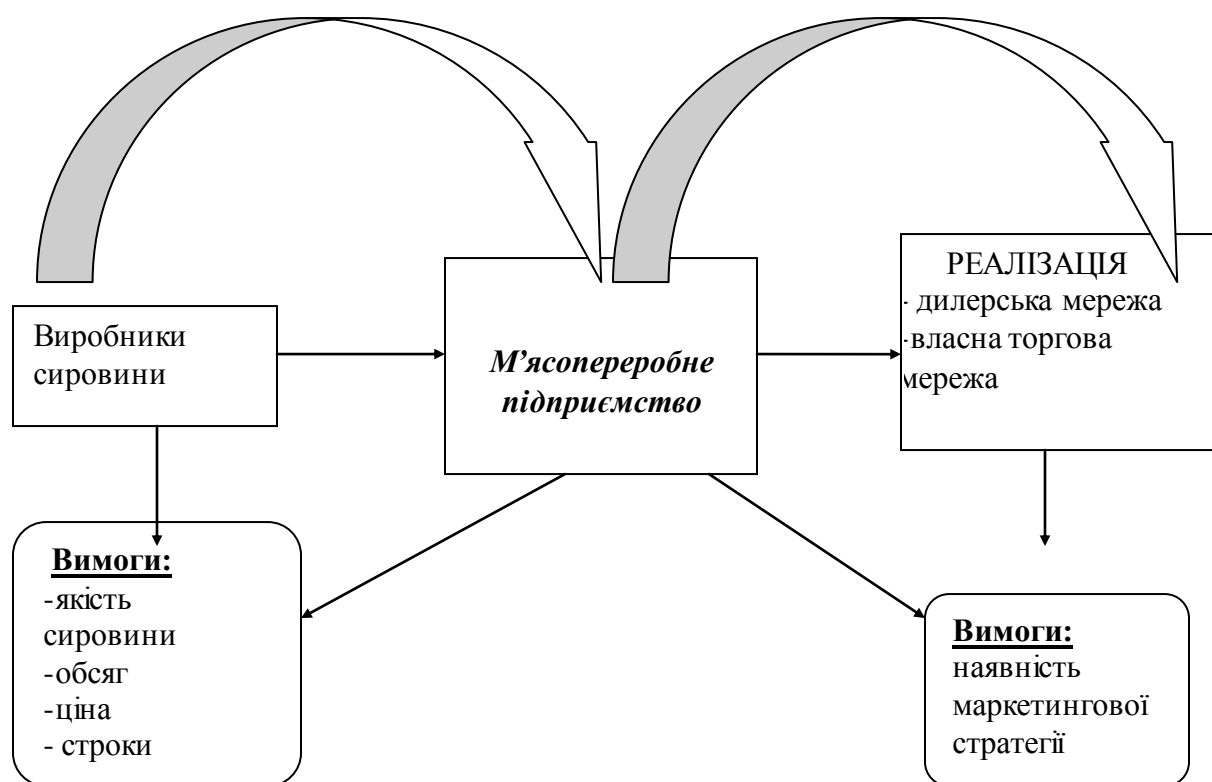 Виробники
сировини
М’ясопереробне
підприємство
РЕАЛІЗАЦІЯ
- дилерська мережа
-власна торгова
мережа
Вимоги:
-якість
сировини
-обсяг
-ціна
- строки
Вимоги:
наявність
маркетингової
стратегії